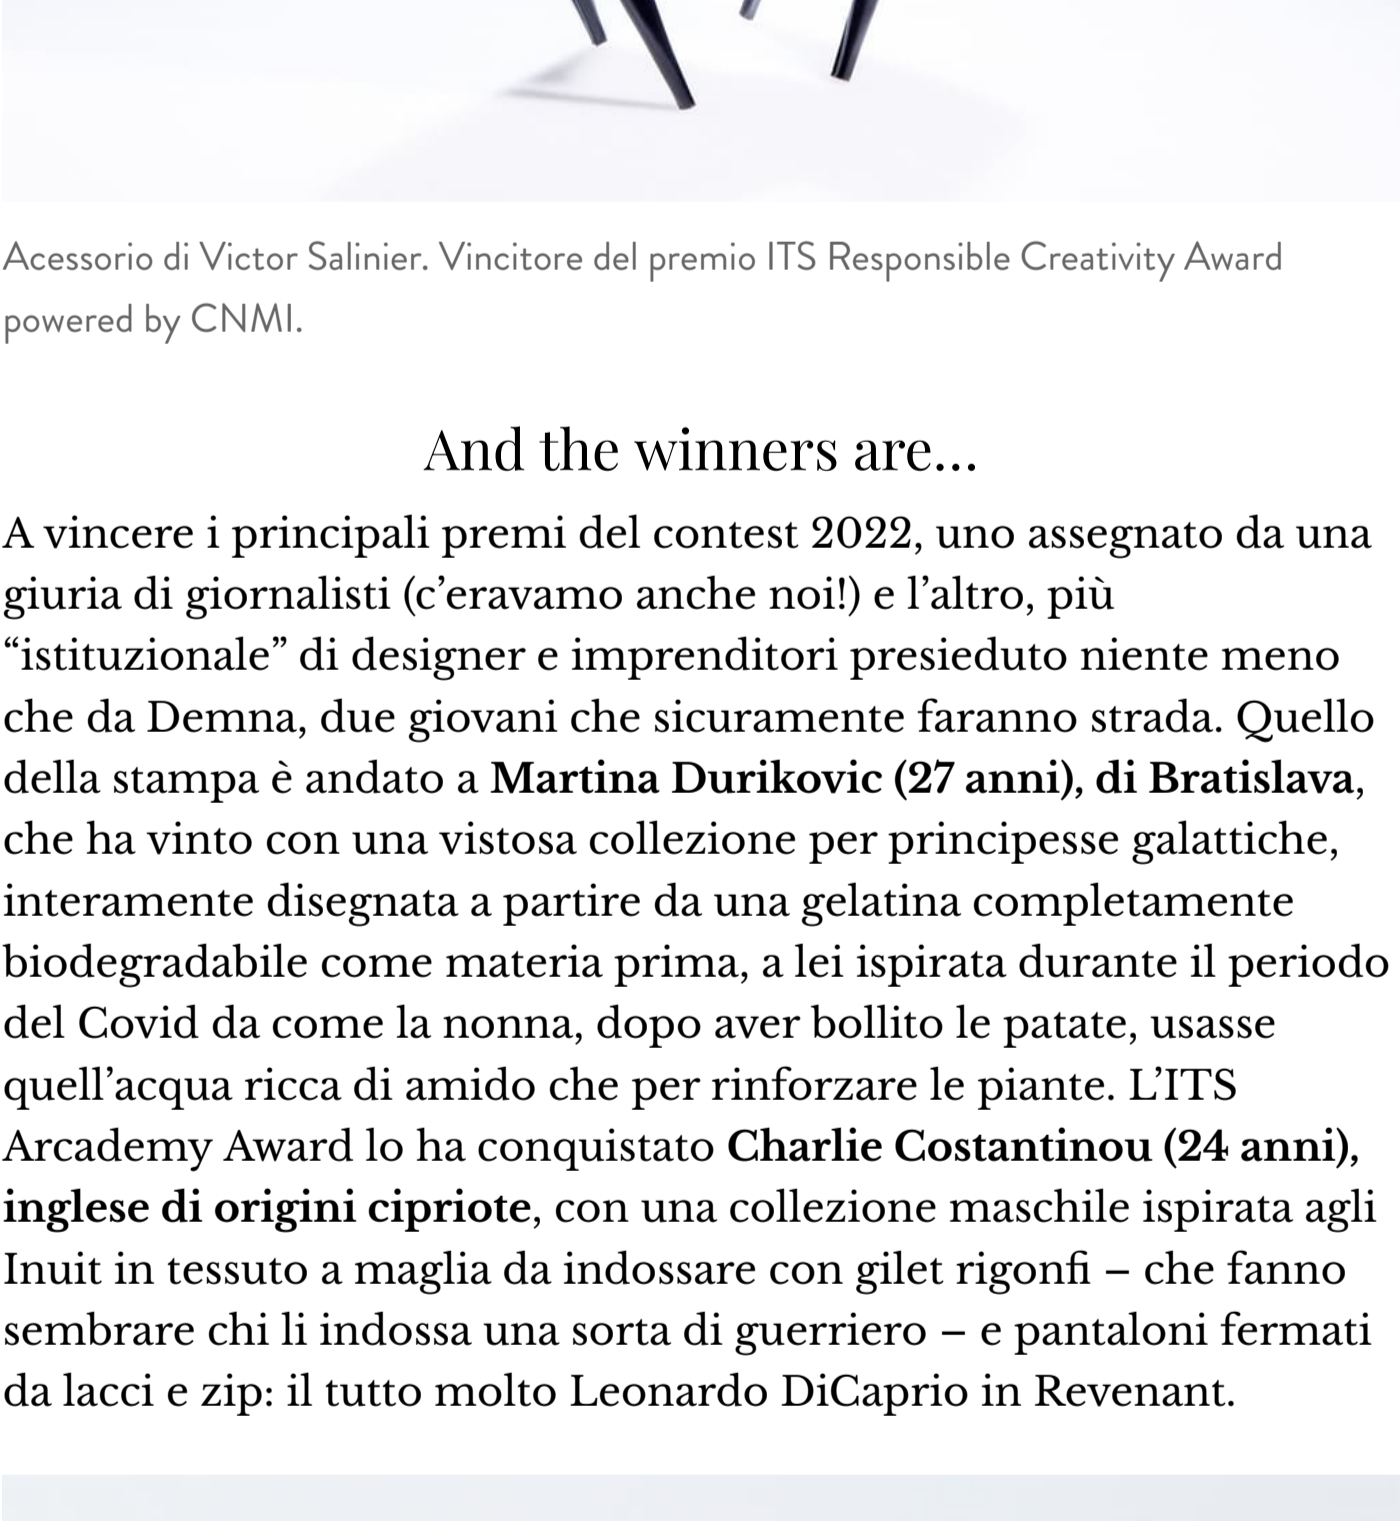 Acessorio di Victor Salinier. Vincitore del premio ITS Responsible Creativity Award
powered by CNMI.
And the winners are...
A vincere i principali premi del contest 2022, uno assegnato da una
giuria di giornalisti (c’eravamo anche noi!) e l’altro, più
“istituzionale” di designer e imprenditori presieduto niente meno
che da Demna, due giovani che sicuramente faranno strada. Quello
della stampa è andato a Martina Durikovic (27 anni), di Bratislava,
che ha vinto con una vistosa collezione per principesse galattiche,
interamente disegnata a partire da una gelatina completamente
biodegradabile come materia prima, a lei ispirata durante il periodo
del Covid da come la nonna, dopo aver bollito le patate, usasse
quell’acqua ricca di amido che per rinforzare le piante. L’ITS
Arcademy Award lo ha conquistato Charlie Costantinou (24 anni),
inglese di origini cipriote, con una collezione maschile ispirata agli
Inuit in tessuto a maglia da indossare con gilet rigonfi – che fanno
sembrare chi li indossa una sorta di guerriero – e pantaloni fermati
da lacci e zip: il tutto molto Leonardo DiCaprio in Revenant.